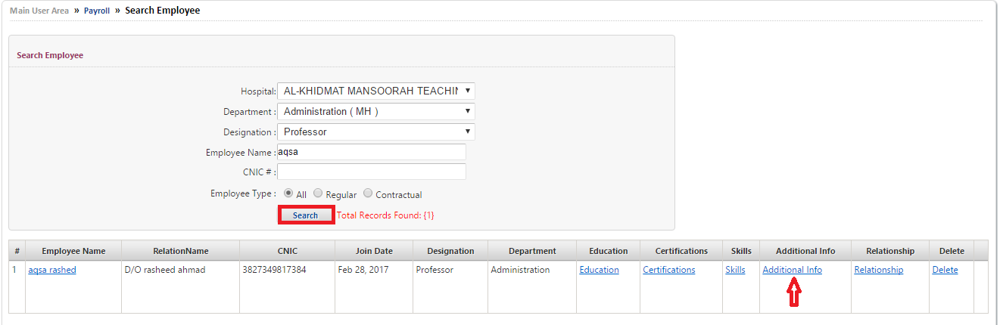 Main User Area » Payroll » Search Employee
Search Employee
Hospital: AL-KHIDMAT MANSOORAH TEACHIN
Department : Administration ( MH )
Designation : Professor
Employee Name : aqsa
CNIC # :
Employee Type : All Regular Contractual
Search Total Records Found: {1}
# Employee Name RelationName CNIC Join Date Designation Department Education Certifications Skills Additional Info Relationship Delete
1 aqsa rashed D/O rasheed ahmad 3827349817384 Feb 28, 2017 Professor Administration Education Certifications Skills Additional Info Relationship Delete